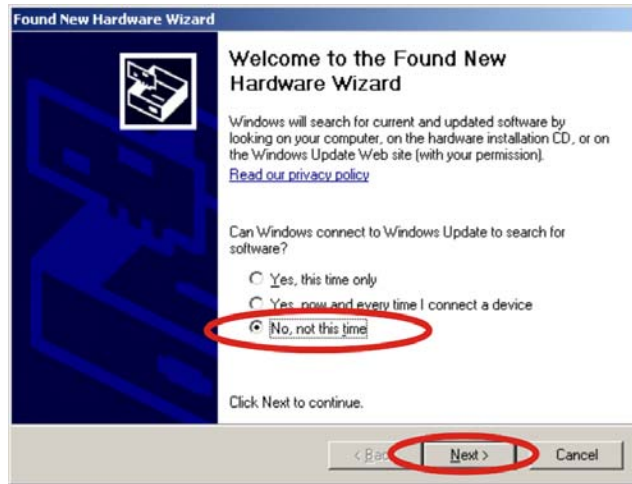 Found New Hardware Wizard
Welcome to the Found New
Hardware Wizard
Windows will search for current and updated software by
looking on your computer, on the hardware installation CD, or on
the Windows Update Web site (with your permission).
Read our privacy policy
Can Windows connect to Windows Update to search for
software?
Yes, this time only
Yes, now and every time I connect a device
No, not this time
Click Next to continue.
< Back
Next >
Cancel